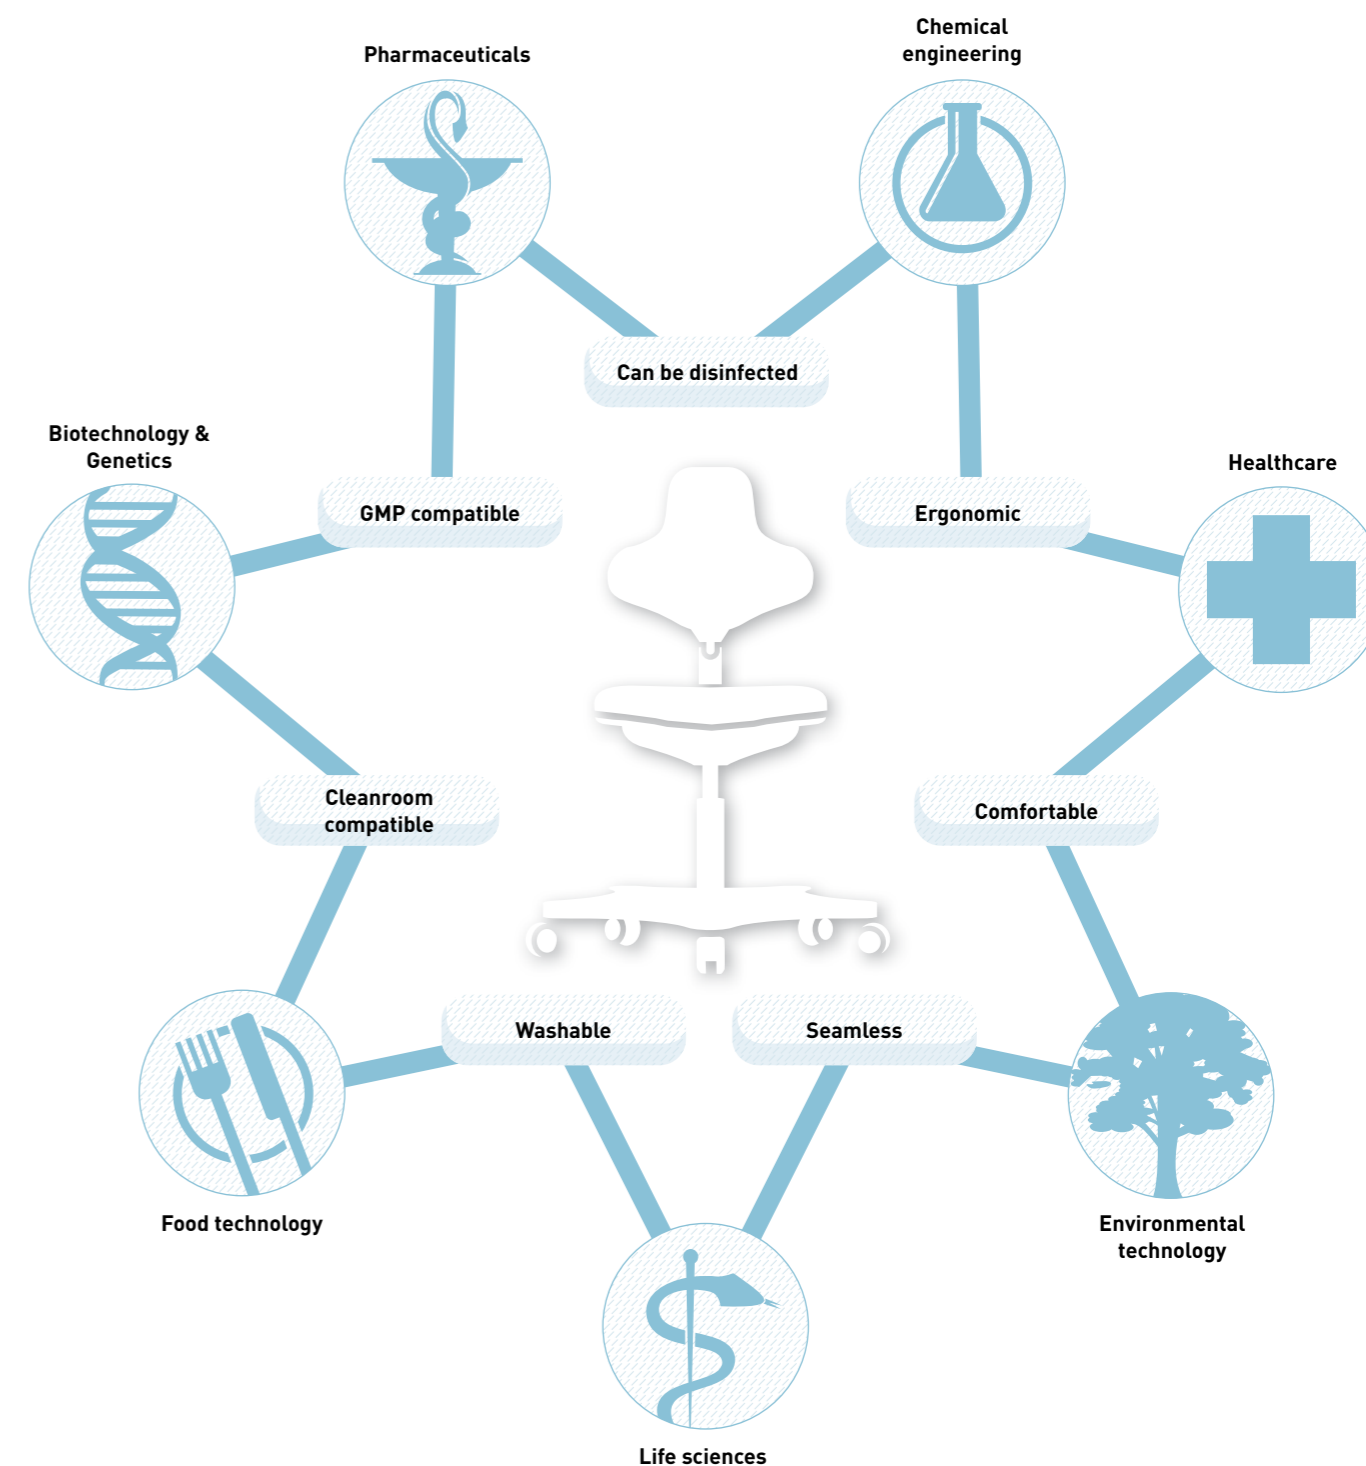 Chemical
engineering
Pharmaceuticals
Can be disinfected
Biotechnology &
Genetics
Healthcare
GMP compatible
Ergonomic
Cleanroom
compatible
Comfortable
Washable
Seamless
Food technology
Environmental
technology
Life sciences